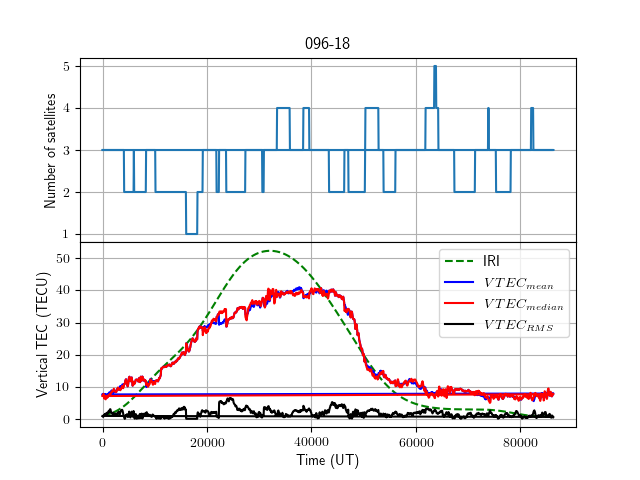 096-18
Number of satellites
5
4
3
2
1
Vertical TEC (TECU)
50
40
30
20
10
0
IRI
VTEC_mean
VTEC_median
VTEC_RMS
0 20000 40000 60000 80000
Time (UT)